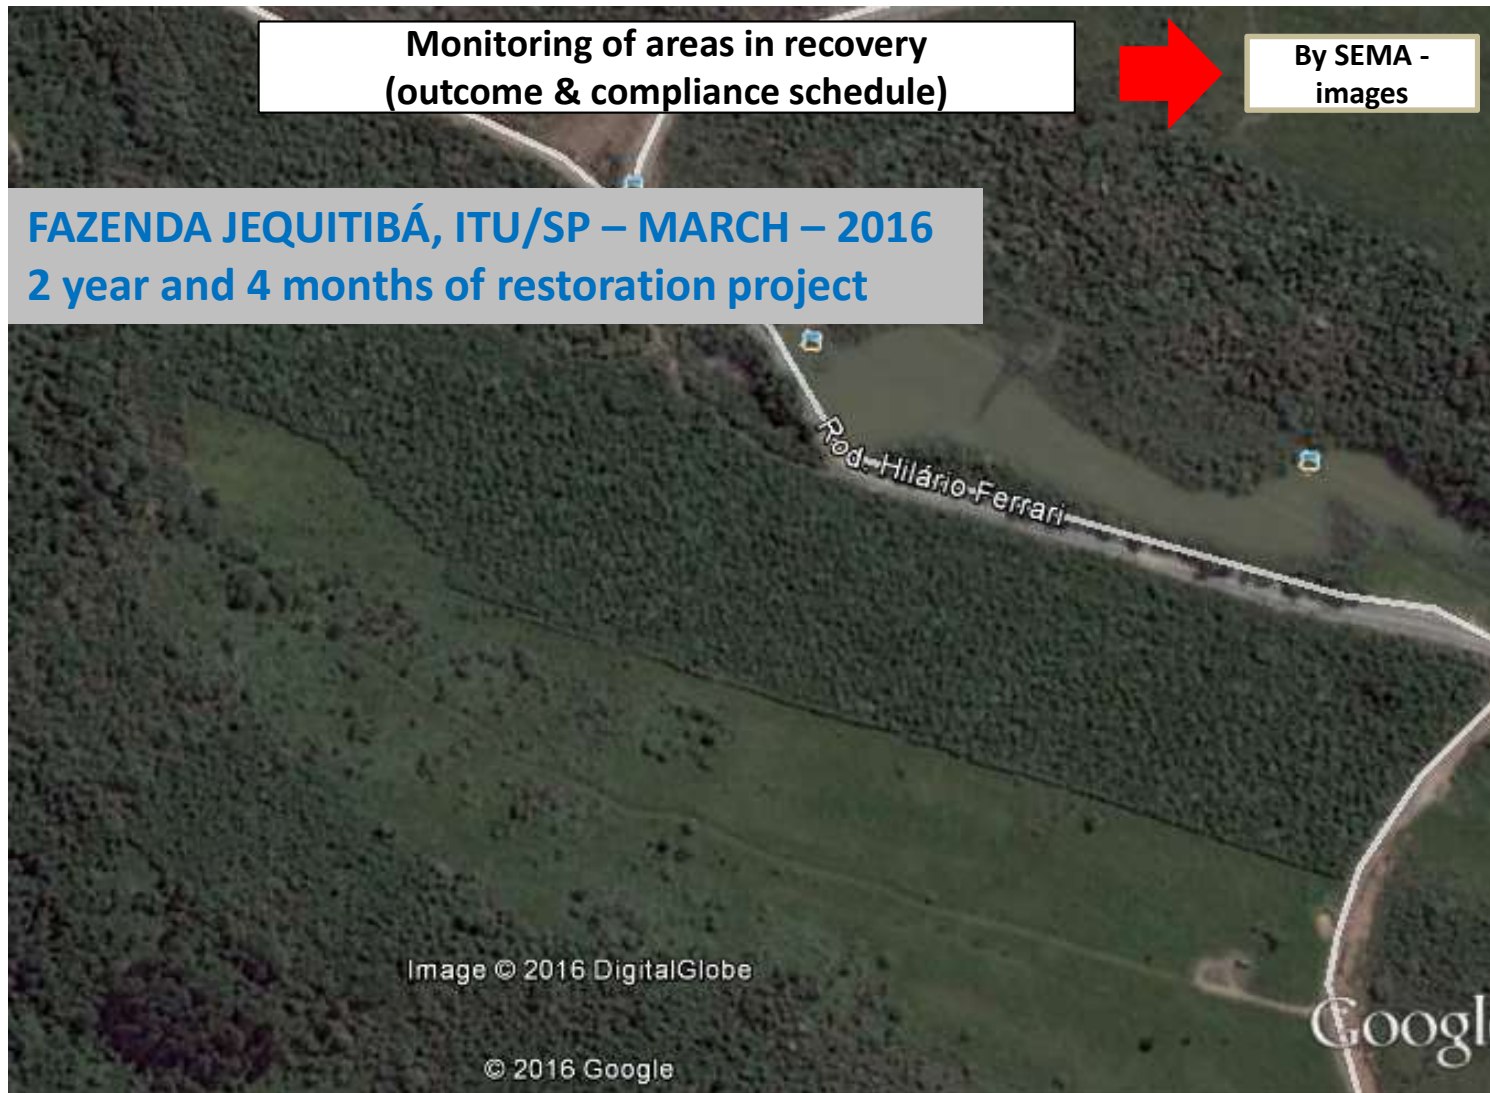 Monitoring of areas in recovery
(outcome & compliance schedule)
By SEMA -
images
FAZENDA JEQUITIBÁ, ITU/SP – MARCH – 2016
2 year and 4 months of restoration project
Rod. Hilário Ferrari
Image © 2016 DigitalGlobe
© 2016 Google
Google